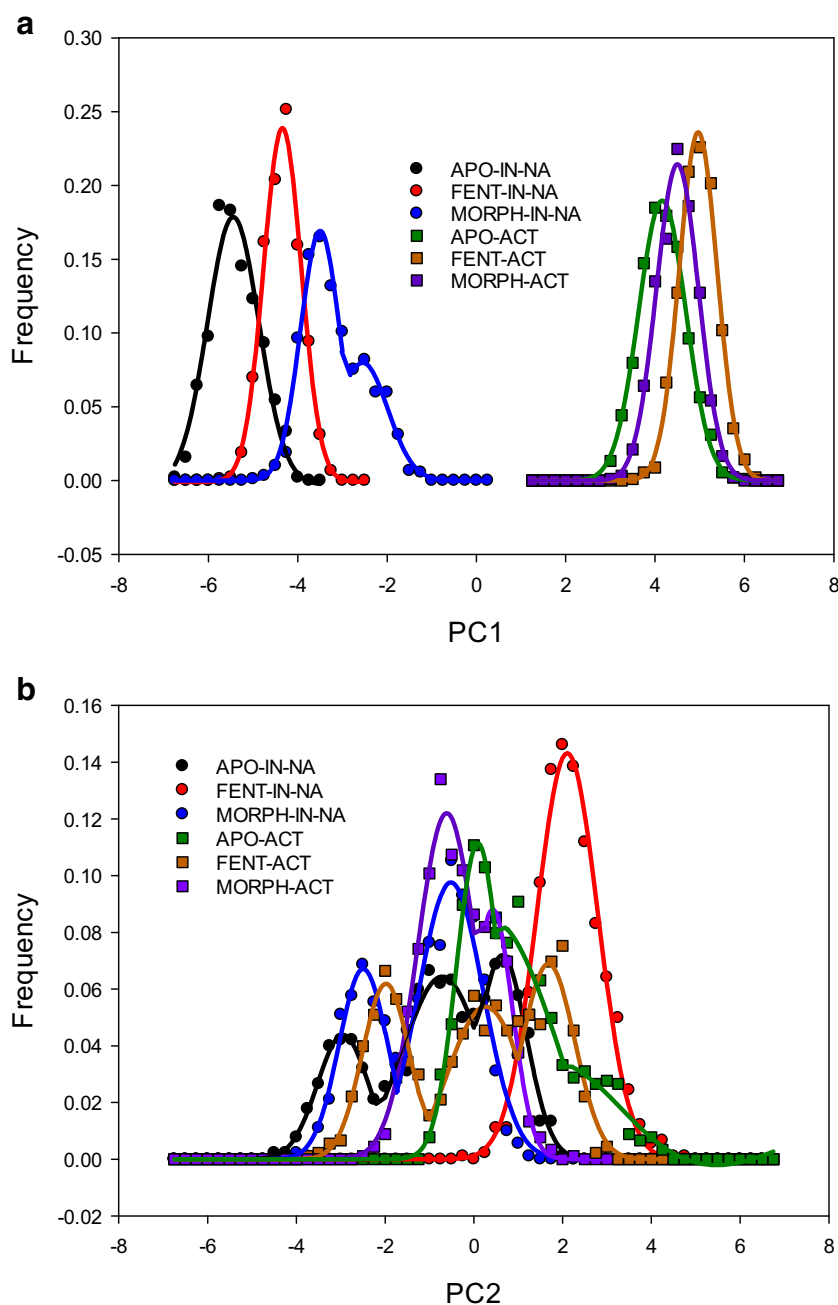 a
0.30
0.25
0.20
0.15
0.10
0.05
0.00
-0.05
Frequency
APO-IN-NA
FENT-IN-NA
MORPH-IN-NA
APO-ACT
FENT-ACT
MORPH-ACT
-8 -6 -4 -2 0 2 4 6 8
PC1
b
0.16
0.14
0.12
0.10
0.08
0.06
0.04
0.02
0.00
-0.02
Frequency
APO-IN-NA
FENT-IN-NA
MORPH-IN-NA
APO-ACT
FENT-ACT
MORPH-ACT
-8 -6 -4 -2 0 2 4 6 8
PC2